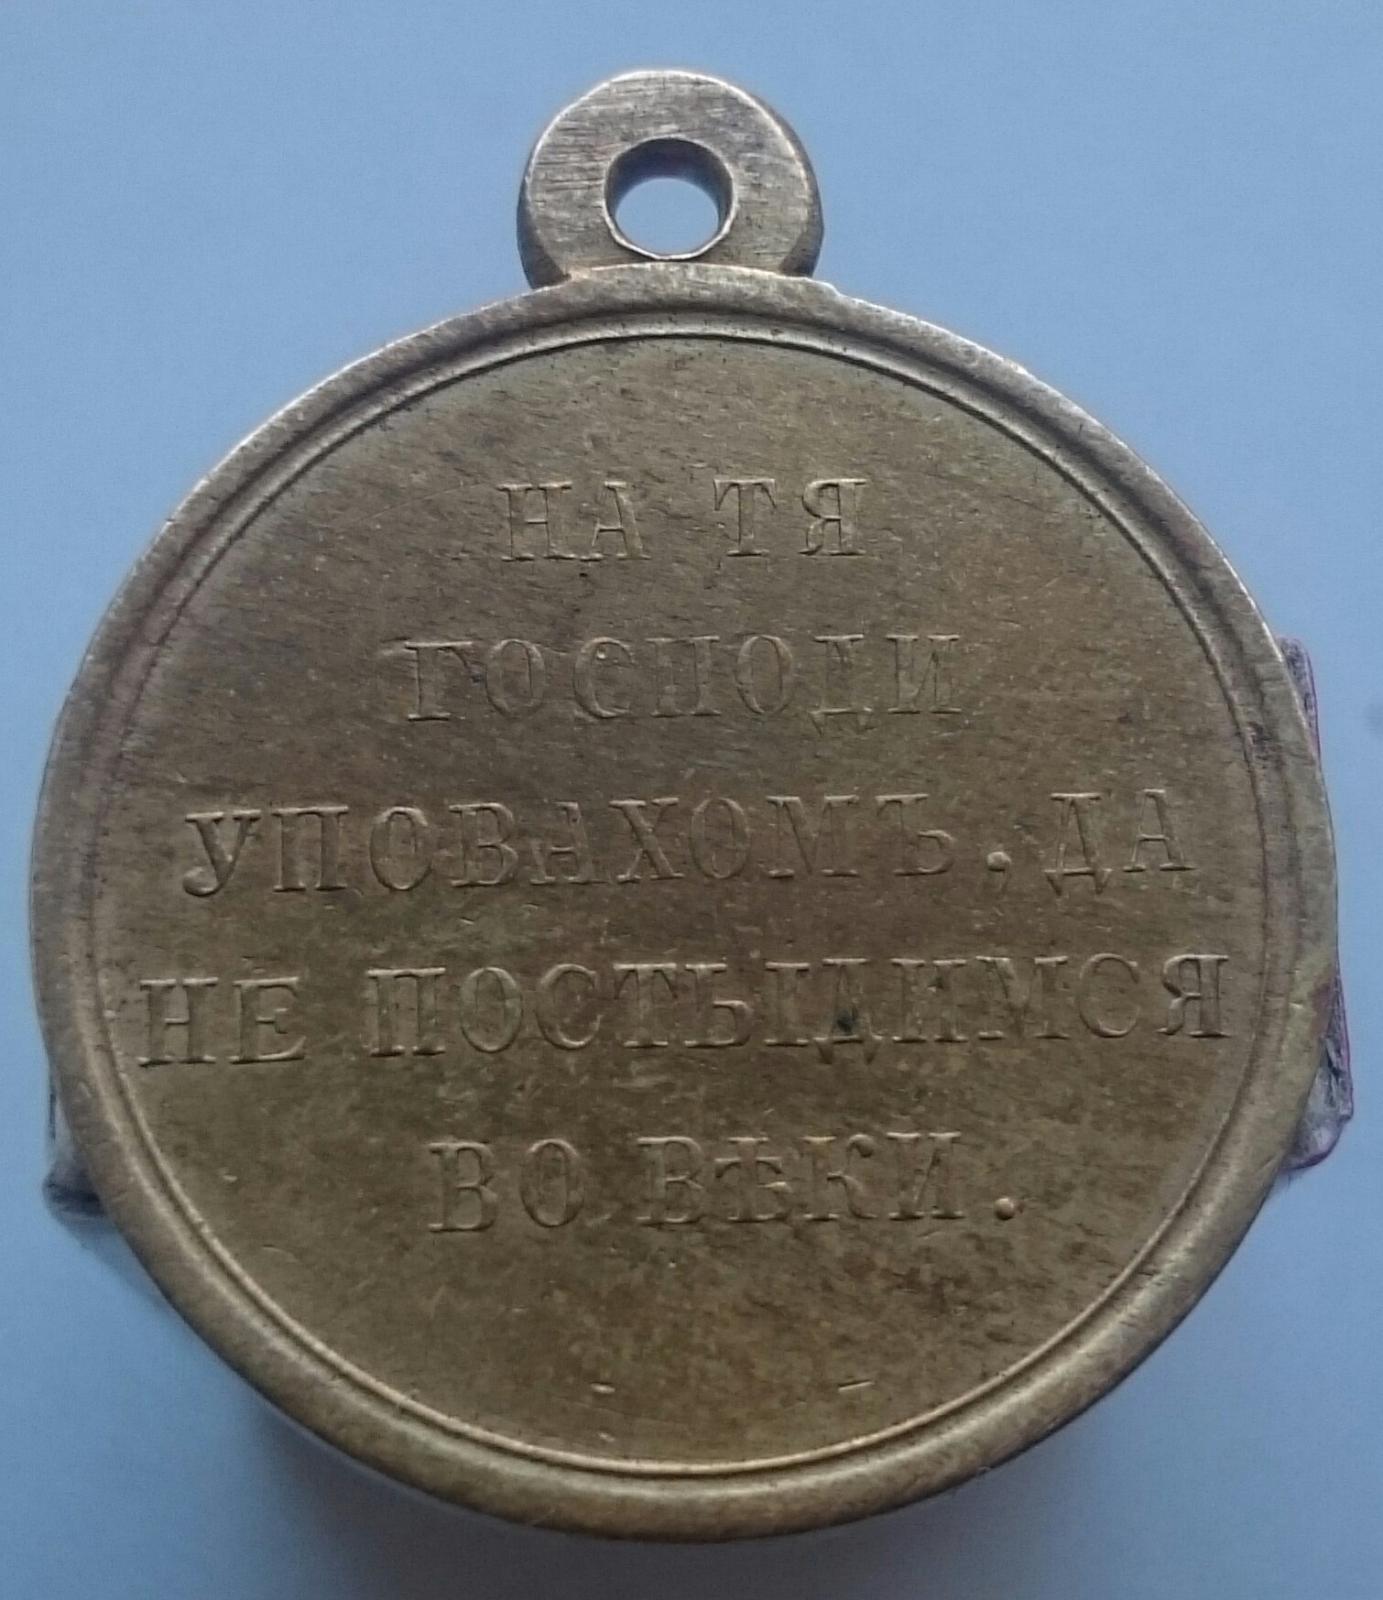 НА ТЯ
ГОСПОДИ
УПОВАХОМЪ, ДА
НЕ ПОСТЫДИМСЯ
ВО ВѢКИ.